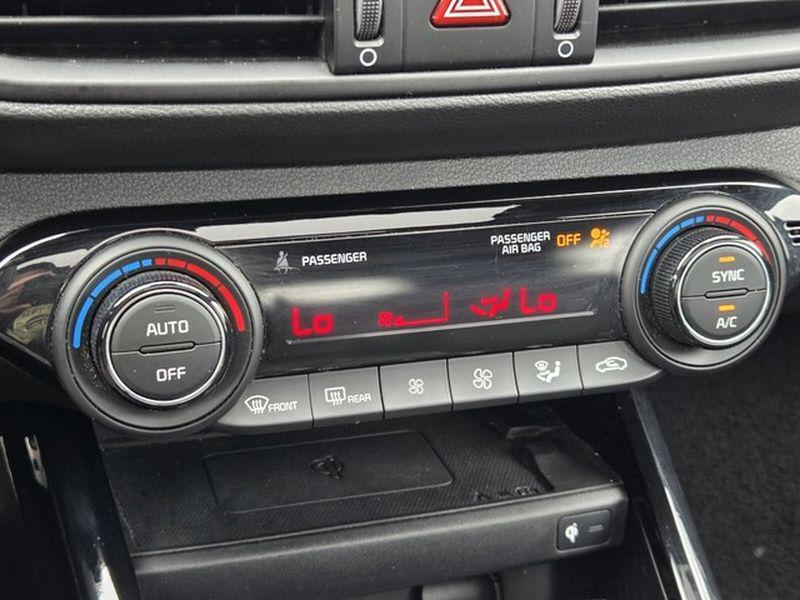 PASSENGER
PASSENGER
AIR BAG
OFF
Lo
Lo
AUTO
OFF
SYNC
A/C
FRONT
REAR